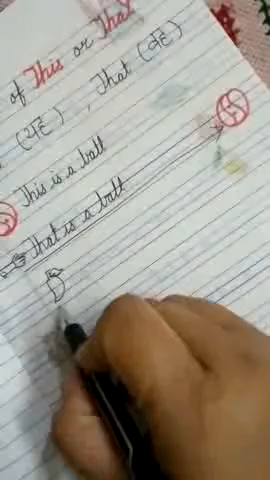 of This or That
(यह) , That (वह)
This is a ball
That is a ball